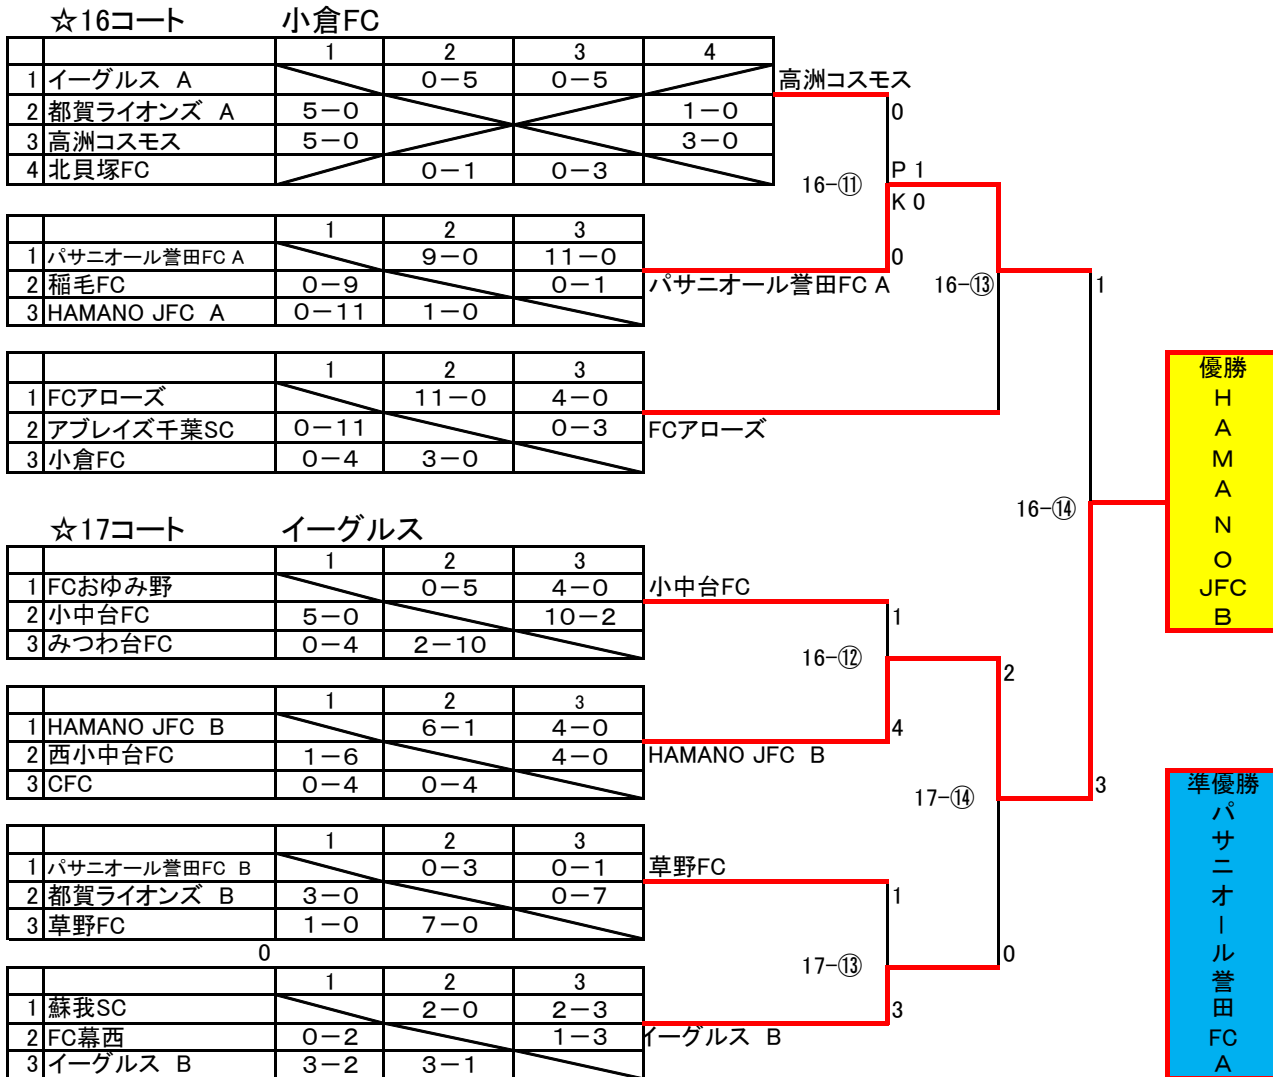 ☆16コート 小倉FC
1 2 3 4
1 イーグルス A 0-5 0-5 高洲コスモス
2 都賀ライオンズ A 5-0 1-0 0
3 高洲コスモス 5-0 3-0
4 北貝塚FC 0-1 0-3 16-⑪ P 1
K 0
1 2 3
1 パサニオール誉田FC A 9-0 11-0 0
2 稲毛FC 0-9 0-1 パサニオール誉田FC A 16-⑬ 1
3 HAMANO JFC A 0-11 1-0
1 2 3
1 FCアローズ 11-0 4-0
2 アブレイズ千葉SC 0-11 0-3 FCアローズ
3 小倉FC 0-4 3-0
16-⑭
優勝
H
A
M
A
N
O
JFC
B
☆17コート イーグルス
1 2 3
1 FCおゆみ野 0-5 4-0 小中台FC
2 小中台FC 5-0 10-2 1
3 みつわ台FC 0-4 2-10 16-⑫ 2
1 2 3
1 HAMANO JFC B 6-1 4-0 4
2 西小中台FC 1-6 4-0 HAMANO JFC B
3 CFC 0-4 0-4 17-⑭ 3
1 2 3
1 パサニオール誉田FC B 0-3 0-1 草野FC
2 都賀ライオンズ B 3-0 0-7 1
3 草野FC 1-0 7-0
0 17-⑬ 0
1 2 3
1 蘇我SC 2-0 2-3 3
2 FC幕西 0-2 1-3 イーグルス B
3 イーグルス B 3-2 3-1
準優勝
パ
サ
ニ
オ
ー
ル
誉
田
FC
A